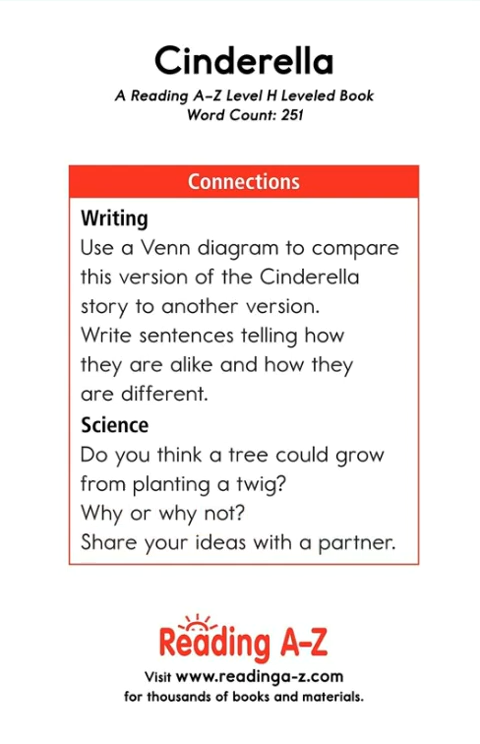 Cinderella
A Reading A–Z Level H Leveled Book
Word Count: 251
Connections
Writing
Use a Venn diagram to compare
this version of the Cinderella
story to another version.
Write sentences telling how
they are alike and how they
are different.
Science
Do you think a tree could grow
from planting a twig?
Why or why not?
Share your ideas with a partner.
Reading A-Z
Visit www.readinga-z.com
for thousands of books and materials.